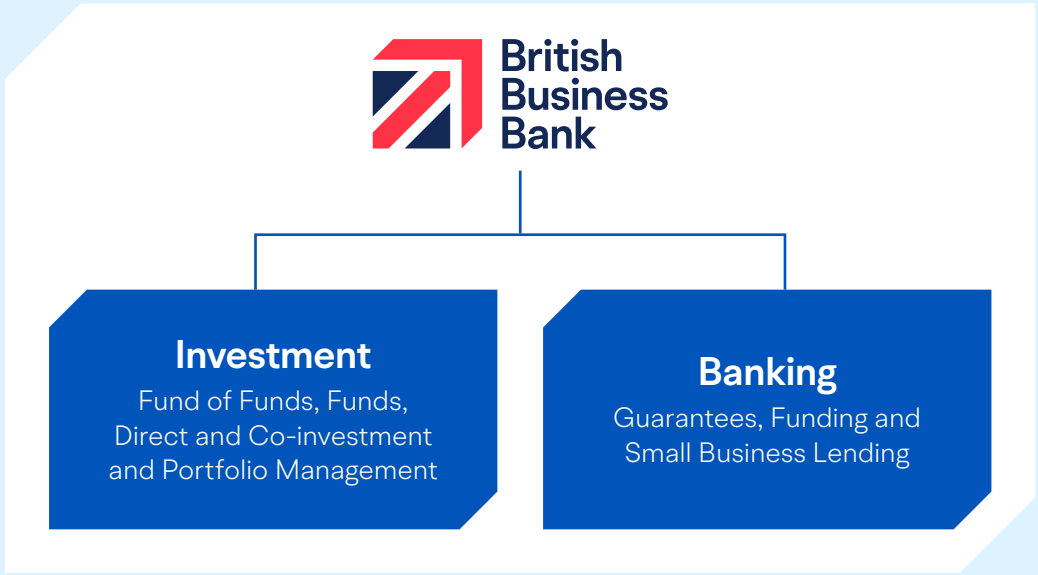 British
Business
Bank
Investment
Fund of Funds, Funds,
Direct and Co-investment
and Portfolio Management
Banking
Guarantees, Funding and
Small Business Lending